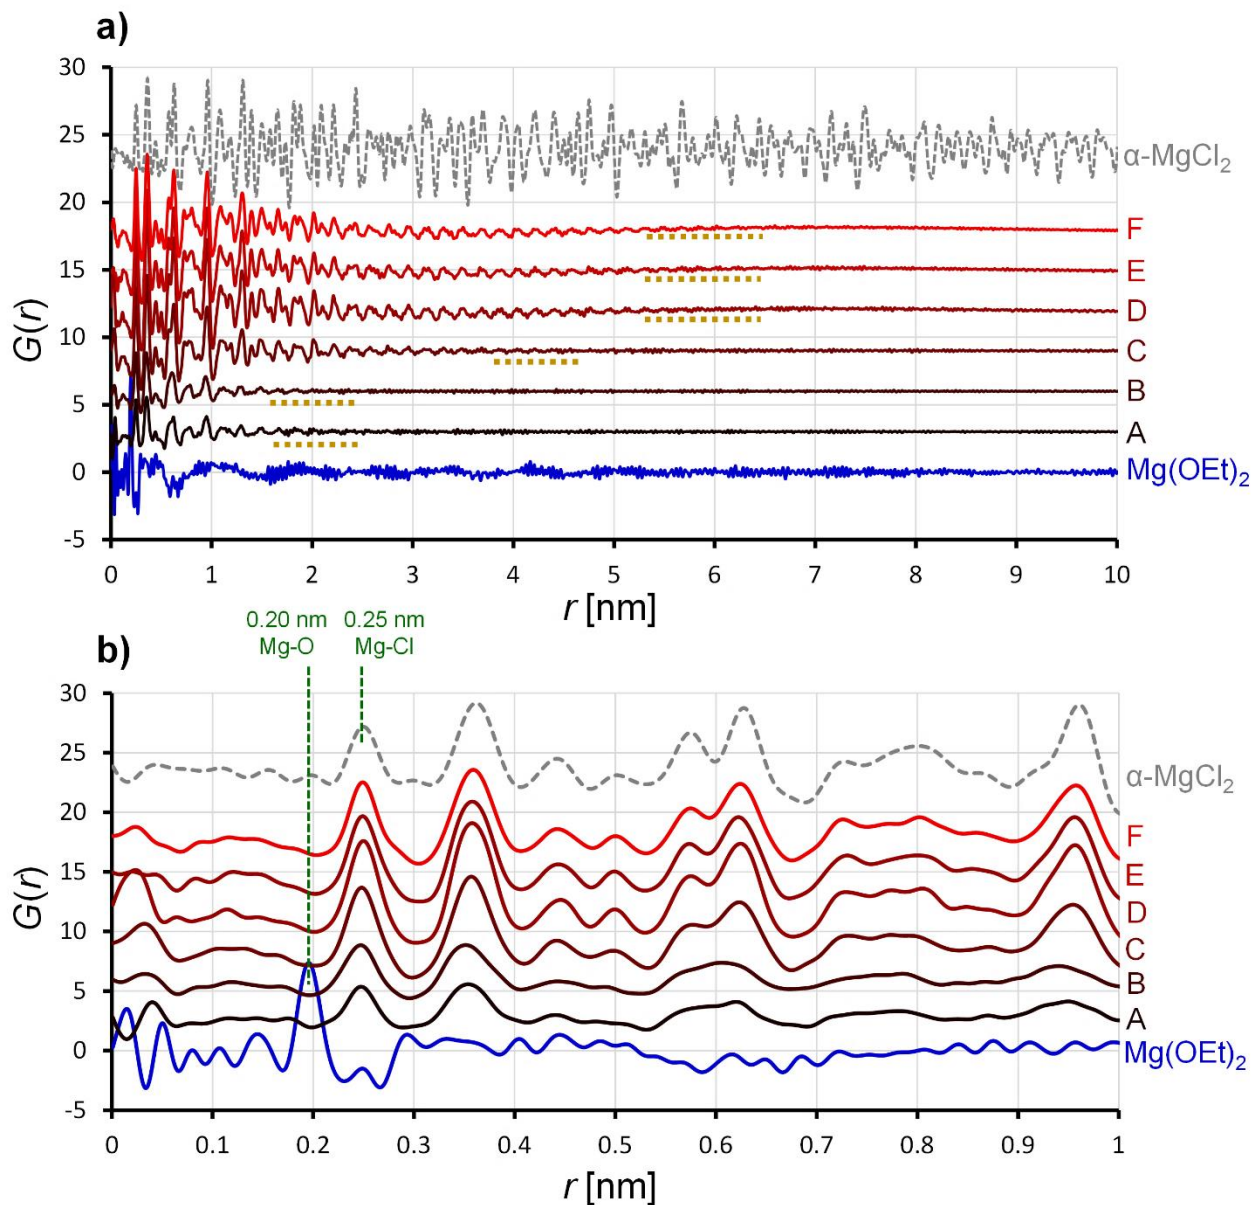 a)
30
25
20
15
10
5
0
-5
G(r)
α-MgCl₂
F
E
D
C
B
A
Mg(OEt)₂
0 1 2 3 4 5 6 7 8 9 10
r [nm]
0.20 nm 0.25 nm
Mg-O Mg-Cl
b)
30
25
20
15
10
5
0
-5
G(r)
α-MgCl₂
F
E
D
C
B
A
Mg(OEt)₂
0 0.1 0.2 0.3 0.4 0.5 0.6 0.7 0.8 0.9 1
r [nm]